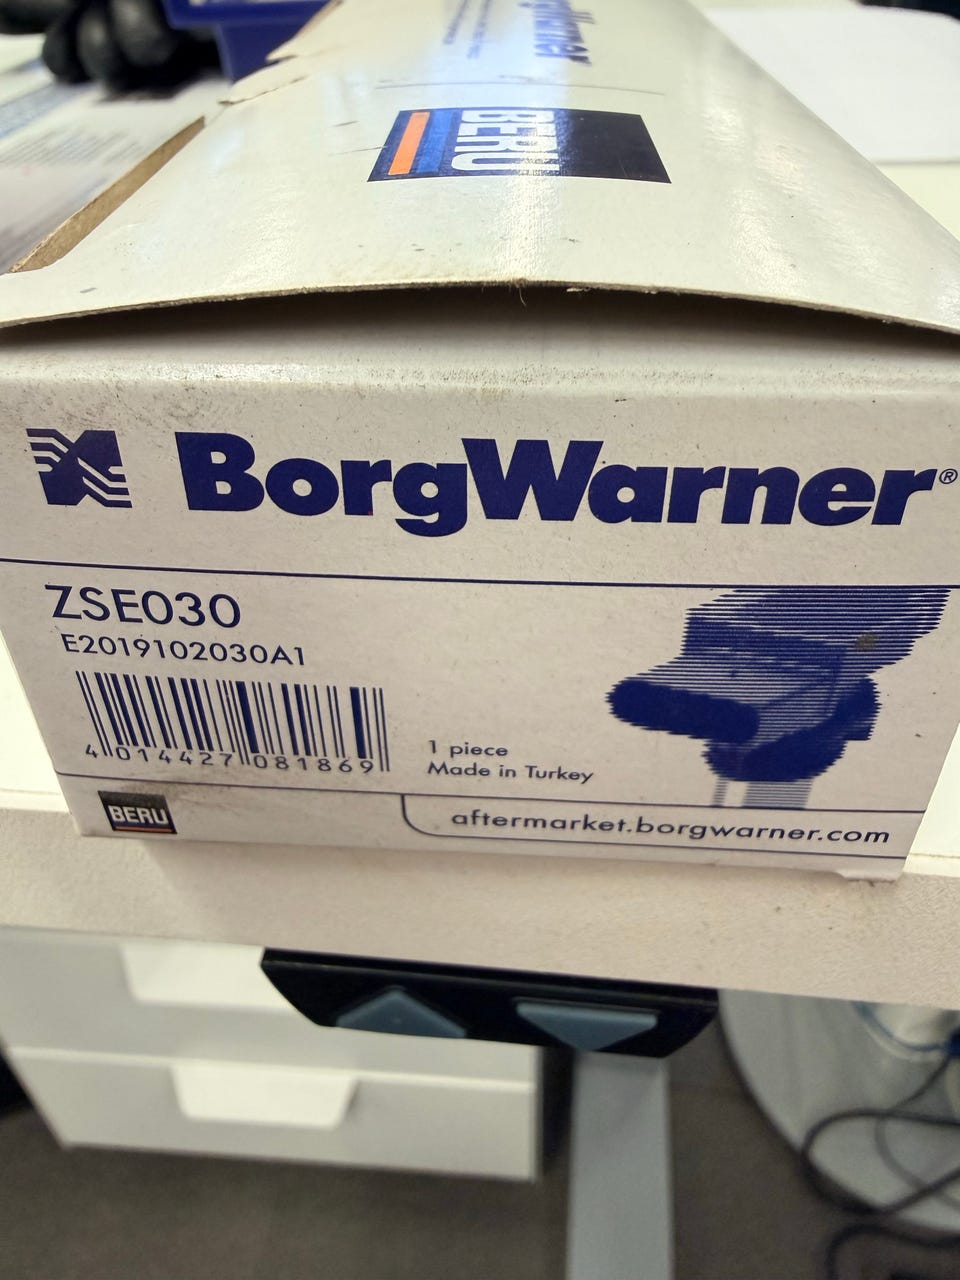 BERU
BorgWarner®
ZSE030
E2019102030A1
4 014427 081869
1 piece
Made in Turkey
BERU
aftermarket.borgwarner.com